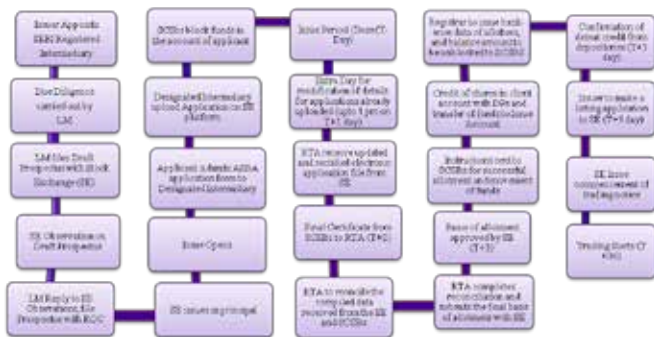 Issuer Appoints
SEBI Registered
Intermediary
Due Diligence
carried out by
LM
LM files Draft
Prospectus with Stock
Exchange (SE)
SE Observation on
Draft Prospectus
LM Reply to SE
Observations, file
Prospectus with ROC
SE issues in principal
Issue Opens
Applicant submits ASBA
application form to
Designated Intermediary
Designated Intermediary
upload Application on SE
platform
SCSBs block funds in
the account of applicant
Issue Period
Day)
Extra Day for
modification of details
for applications already
uploaded (upto 1 pm on
T+1 day)
RTA receive updated
and rectified electronic
application file from
SE
Final Certificate from
SCSBs to RTA (T+2)
RTA to reconcile the
compiled data
received from the SE
and SCSBs
RTA completes
reconciliation and
submits the final basis
of allotment with SE
Basis of allotment
approved by SE
(T+3)
Instructions sent to
SCSBs for successful
allotment and movement
of funds
Credit of shares in client
account with DPs and
transfer of funds to Issue
Account
Registrar to issue bank-
wise data of allottees,
and balance amount to
be unblocked to SCSBs
Confirmation of
demat credit from
depositories (T+5
day)
Issuer to make a
listing application
to SE (T+5 day)
SE Issue
commencement of
trading notice
Trading Starts (T